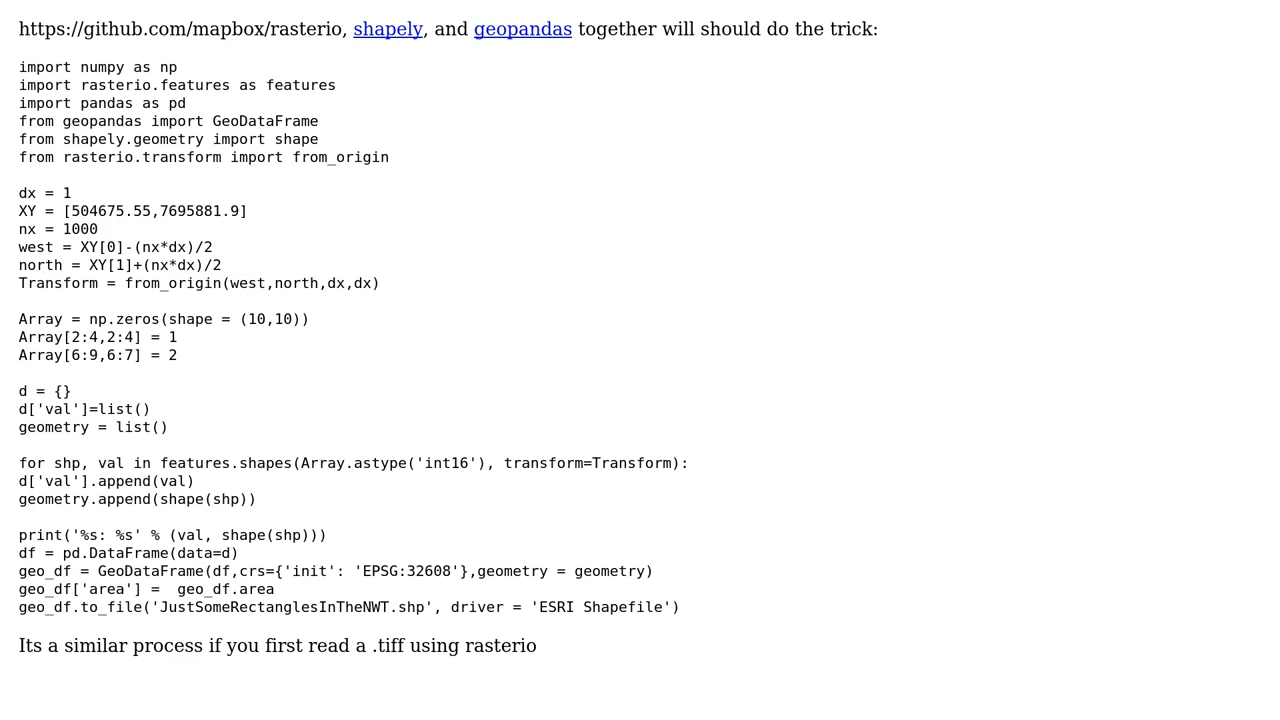 https://github.com/mapbox/rasterio, shapely, and geopandas together will should do the trick:
import numpy as np
import rasterio.features as features
import pandas as pd
from geopandas import GeoDataFrame
from shapely.geometry import shape
from rasterio.transform import from_origin
dx = 1
XY = [504675.55,7695881.9]
nx = 1000
west = XY[0]-(nx*dx)/2
north = XY[1]+(nx*dx)/2
Transform = from_origin(west,north,dx,dx)
Array = np.zeros(shape = (10,10))
Array[2:4,2:4] = 1
Array[6:9,6:7] = 2
d = {}
d['val']=list()
geometry = list()
for shp, val in features.shapes(Array.astype('int16'), transform=Transform):
d['val'].append(val)
geometry.append(shape(shp))
print('%s: %s' % (val, shape(shp)))
df = pd.DataFrame(data=d)
geo_df = GeoDataFrame(df,crs={'init': 'EPSG:32608'},geometry = geometry)
geo_df['area'] =  geo_df.area
geo_df.to_file('JustSomeRectanglesInTheNWT.shp', driver = 'ESRI Shapefile')
Its a similar process if you first read a .tiff using rasterio